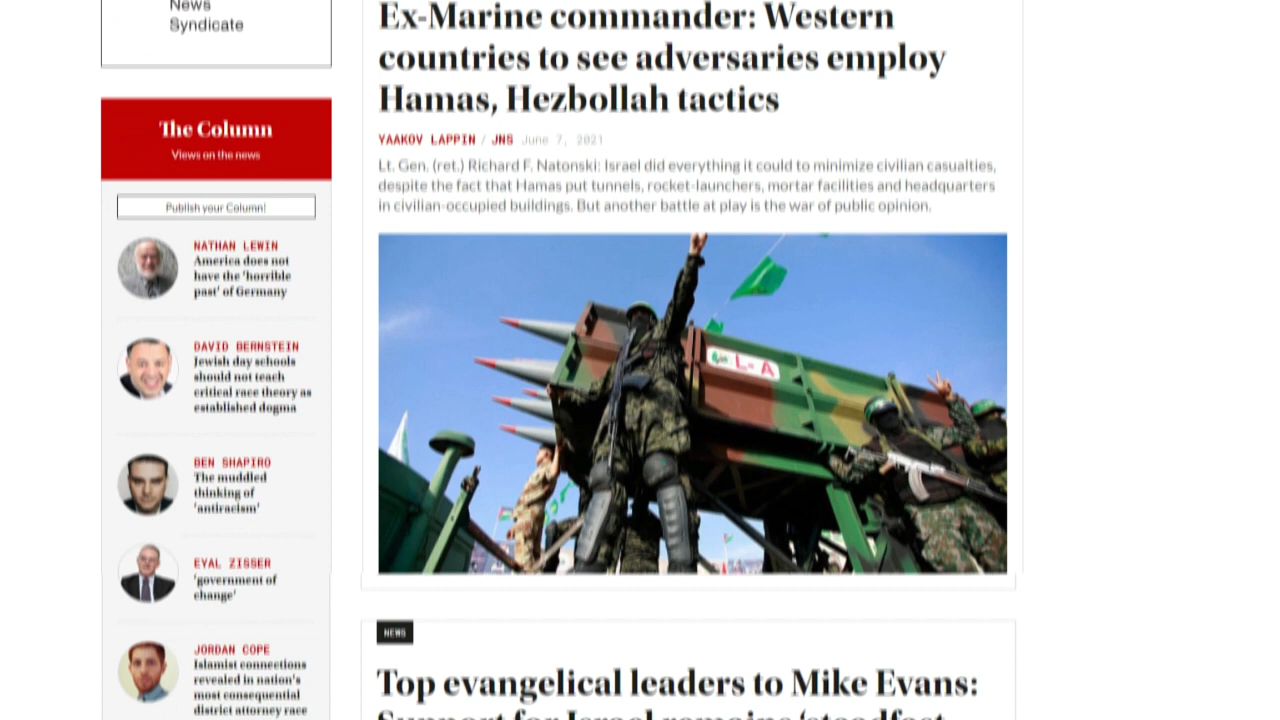 News
Syndicate
The Column
Views on the news
Publish your Column!
NATHAN LEWIN
America does not
have the 'horrible
past' of Germany
DAVID BERNSTEIN
Jewish day schools
should not teach
critical race theory as
established dogma
BEN SHAPIRO
The muddled
thinking of
'antiracism'
EYAL ZISSER
'government of
change'
JORDAN COPE
Islamist connections
revealed in nation's
most consequential
district attorney race
Ex-Marine commander: Western
countries to see adversaries employ
Hamas, Hezbollah tactics
YAAKOV LAPPIN / JNS June 7, 2021
Lt. Gen. (ret.) Richard F. Natonski: Israel did everything it could to minimize civilian casualties,
despite the fact that Hamas put tunnels, rocket-launchers, mortar facilities and headquarters
in civilian-occupied buildings. But another battle at play is the war of public opinion.
L-A
NEWS
Top evangelical leaders to Mike Evans:
Support for Israel remains 'steadfast